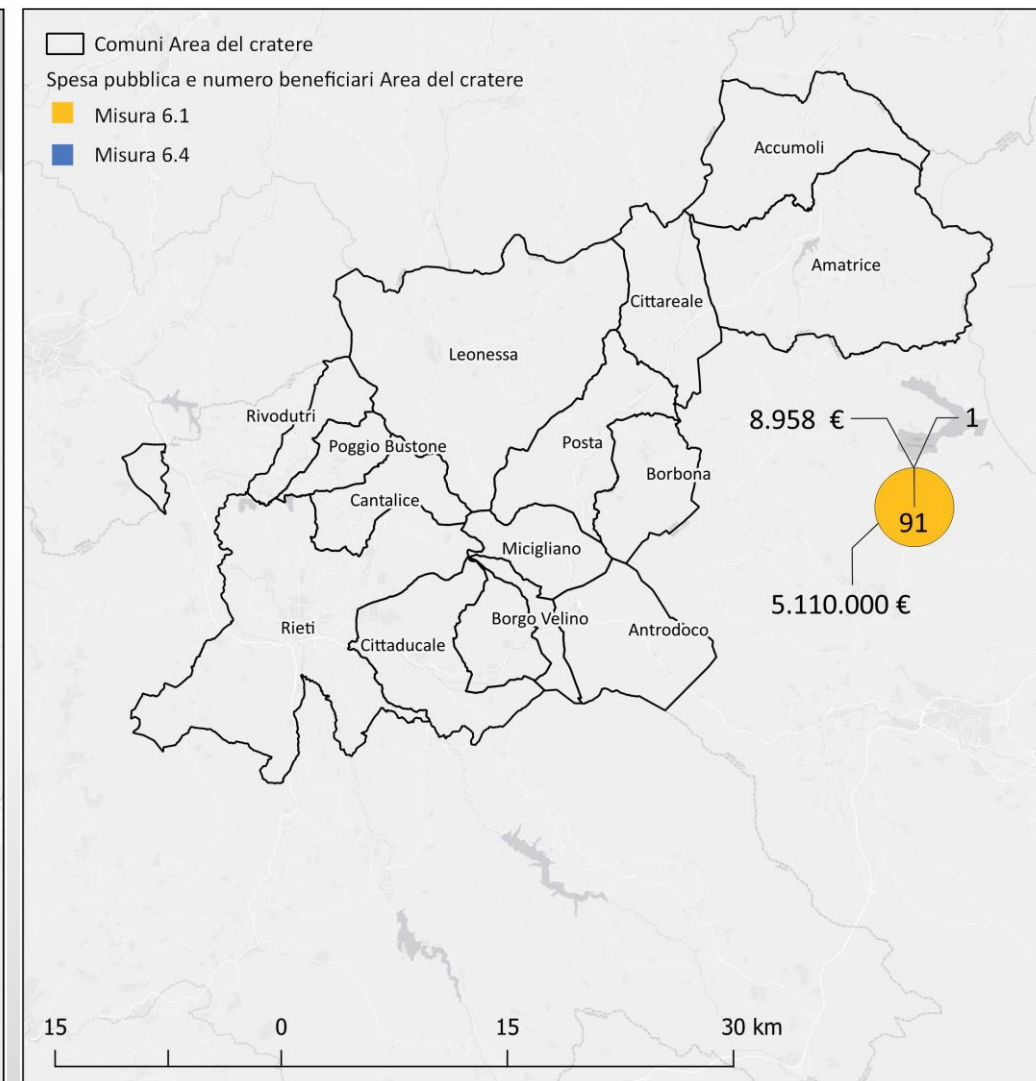 Comuni Area del cratere
Spesa pubblica e numero beneficiari Area del cratere
Misura 6.1
Misura 6.4
Accumoli
Amatrice
Cittareale
Leonessa
Rivodutri
Poggio Bustone
Posta
Borbona
Cantalice
Micigliano
Rieti
Cittaducale
Borgo Velino
Antrodoco
8.958 €
1
91
5.110.000 €
15 0 15 30 km